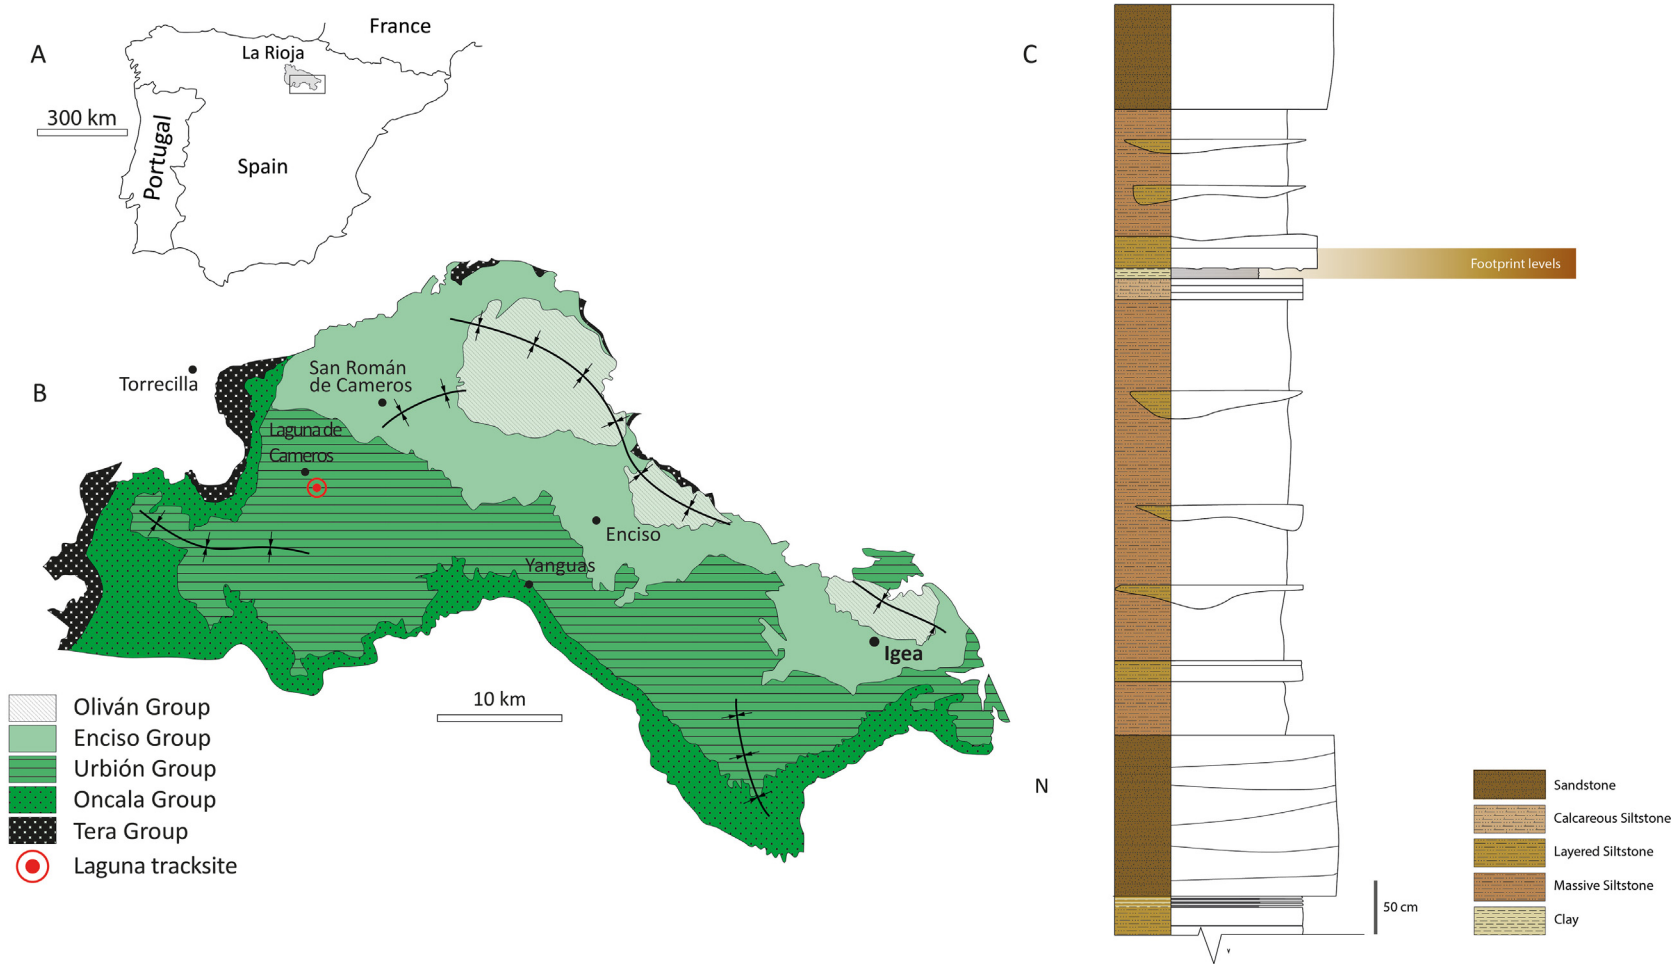 A
France
La Rioja
300 km
Portugal
Spain
B
Torrecilla
San Román
de Cameros
Laguna de
Cameros
Enciso
Yanguas
Igea
10 km
Oliván Group
Enciso Group
Urbión Group
Oncala Group
Tera Group
Laguna tracksite
C
Footprint levels
N
Sandstone
Calcareous Siltstone
Layered Siltstone
Massive Siltstone
Clay
50 cm
v